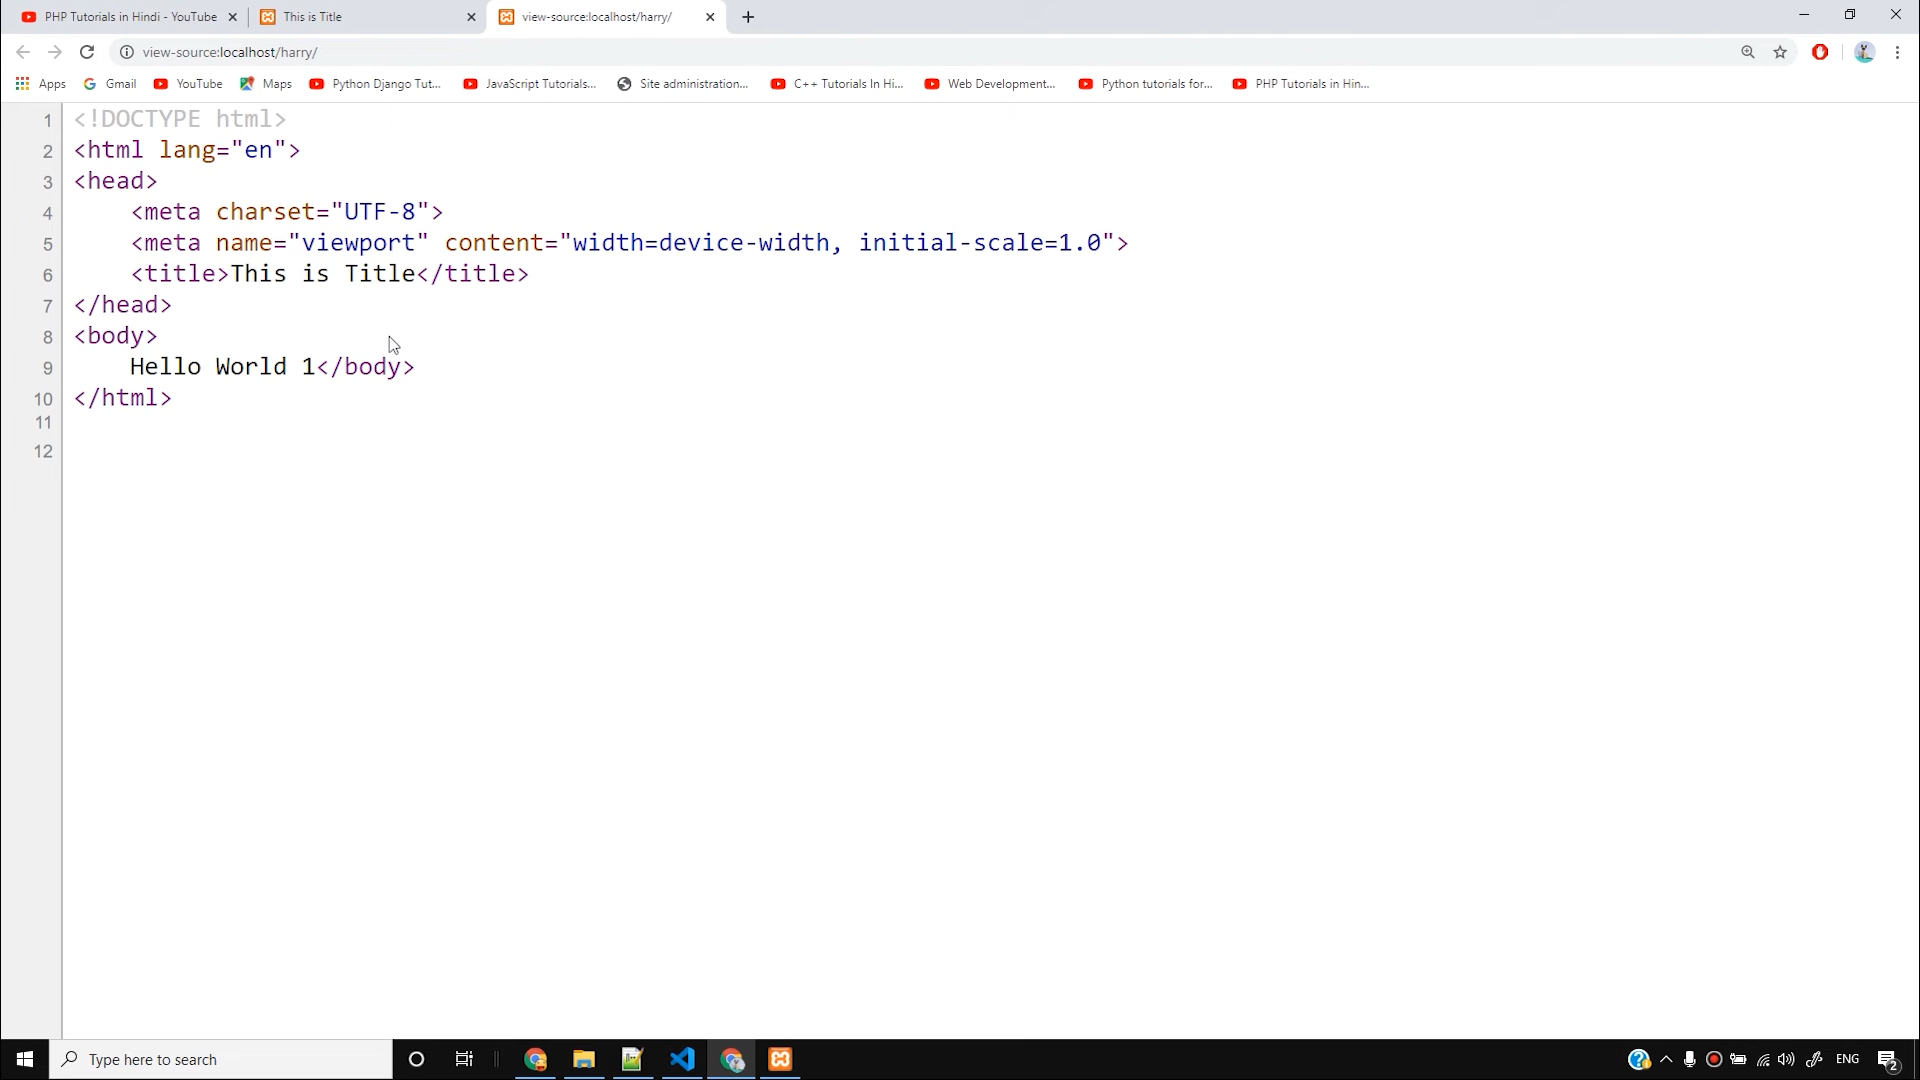 PHP Tutorials in Hindi - YouTube
This is Title
view-source:localhost/harry/
view-source:localhost/harry/
Apps
Gmail
YouTube
Maps
Python Django Tut...
JavaScript Tutorials...
Site administration...
C++ Tutorials In Hi...
Web Development...
Python tutorials for...
PHP Tutorials in Hin...
1 <!DOCTYPE html>
2 <html lang="en">
3 <head>
4 <meta charset="UTF-8">
5 <meta name="viewport" content="width=device-width, initial-scale=1.0">
6 <title>This is Title</title>
7 </head>
8 <body>
9 Hello World 1</body>
10 </html>
11
12
Type here to search
ENG
2